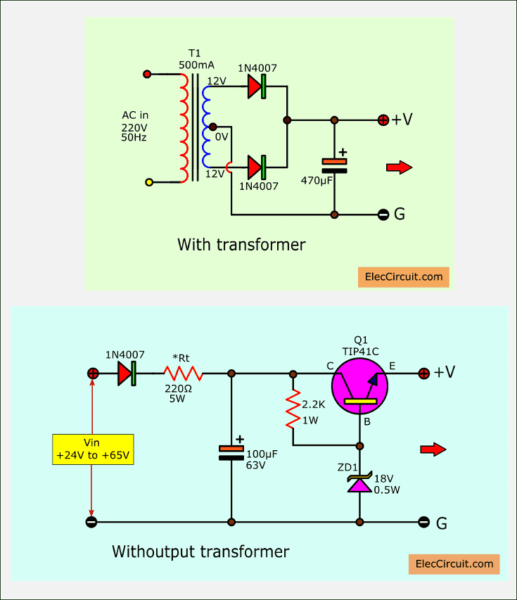 T1
500mA
1N4007
12V
AC in
220V
50Hz
0V
12V
1N4007
+
470µF
+V
G
With transformer
ElecCircuit.com
1N4007
*Rt
220Ω
5W
Q1
TIP41C
C
E
B
+V
2.2K
1W
Vin
+24V to +65V
+
100µF
63V
ZD1
18V
0.5W
G
Withoutput transformer
ElecCircuit.com